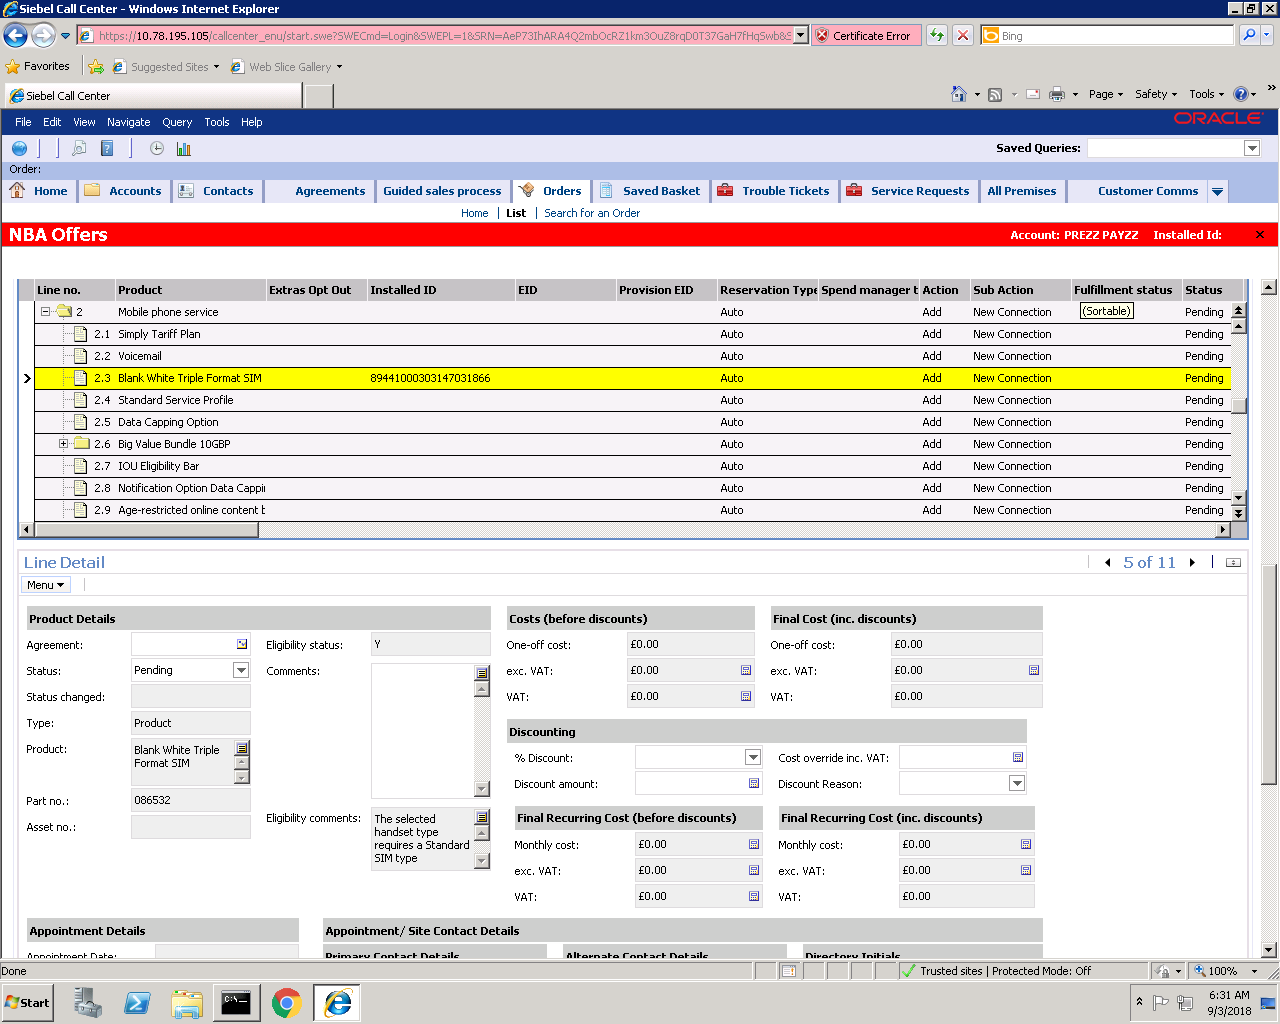 Siebel Call Center - Windows Internet Explorer
https://10.78.195.105/callcenter_enu/start.swe?SWECmd=Login&SWEPL=1&SRN= Certificate Error Bing
Favorites Suggested Sites Web Slice Gallery
Siebel Call Center Page Safety Tools
File Edit View Navigate Query Tools Help ORACLE
Saved Queries:
Order:
Home Accounts Contacts Agreements Guided sales process Orders Saved Basket Trouble Tickets Service Requests All Premises Customer Comms
Home List Search for an Order
NBA Offers Account: PREZZ PAYZZ Installed Id: ×
Line no. Product Extras Opt Out Installed ID EID Provision EID Reservation Type Spend manager t Action Sub Action Fulfillment status Status
2 Mobile phone service Auto Add New Connection (Sortable) Pending
2.1 Simply Tariff Plan Auto Add New Connection Pending
2.2 Voicemail Auto Add New Connection Pending
2.3 Blank White Triple Format SIM 89441000303147031866 Auto Add New Connection Pending
2.4 Standard Service Profile Auto Add New Connection Pending
2.5 Data Capping Option Auto Add New Connection Pending
2.6 Big Value Bundle 10GBP Auto Add New Connection Pending
2.7 IOU Eligibility Bar Auto Add New Connection Pending
2.8 Notification Option Data Cappi Auto Add New Connection Pending
2.9 Age-restricted online content b Auto Add New Connection Pending
Line Detail 5 of 11
Menu
Product Details Costs (before discounts) Final Cost (inc. discounts)
Agreement: Eligibility status: Y One-off cost: £0.00 One-off cost: £0.00
Status: Pending Comments: exc. VAT: £0.00 exc. VAT: £0.00
Status changed: VAT: £0.00 VAT: £0.00
Type: Product
Discounting
Product: Blank White Triple Format SIM
% Discount: Cost override inc. VAT:
Discount amount: Discount Reason:
Part no.: 086532
Asset no.:
Eligibility comments: The selected handset type requires a Standard SIM type
Final Recurring Cost (before discounts) Final Recurring Cost (inc. discounts)
Monthly cost: £0.00 Monthly cost: £0.00
exc. VAT: £0.00 exc. VAT: £0.00
VAT: £0.00 VAT: £0.00
Appointment Details Appointment/ Site Contact Details
Appointment Date: Primary Contact Details Alternate Contact Details Directory Initials
Done Trusted sites | Protected Mode: Off 100%
Start 6:31 AM
9/3/2018